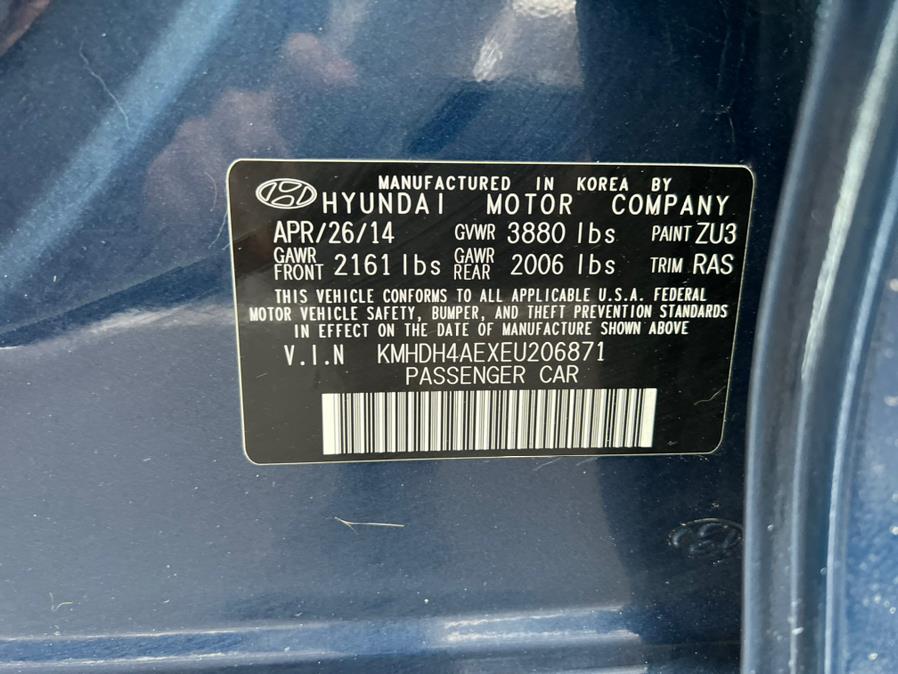 MANUFACTURED IN KOREA BY
HYUNDAI MOTOR COMPANY
APR/26/14 GVWR 3880 lbs PAINT ZU3
GAWR FRONT 2161 lbs GAWR REAR 2006 lbs TRIM RAS
THIS VEHICLE CONFORMS TO ALL APPLICABLE U.S.A. FEDERAL
MOTOR VEHICLE SAFETY, BUMPER, AND THEFT PREVENTION STANDARDS
IN EFFECT ON THE DATE OF MANUFACTURE SHOWN ABOVE
V.I.N KMHDH4AEXEU206871
PASSENGER CAR